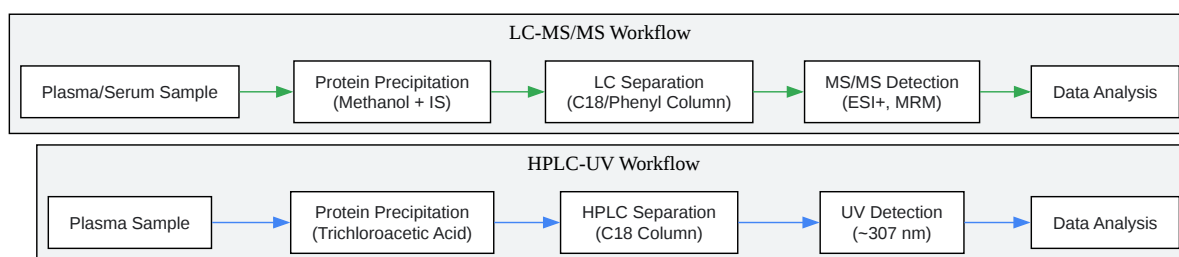 LC-MS/MS Workflow
Plasma/Serum Sample
Protein Precipitation
(Methanol + IS)
LC Separation
(C18/Phenyl Column)
MS/MS Detection
(ESI+, MRM)
Data Analysis
HPLC-UV Workflow
Plasma Sample
Protein Precipitation
(Trichloroacetic Acid)
HPLC Separation
(C18 Column)
UV Detection
(~307 nm)
Data Analysis